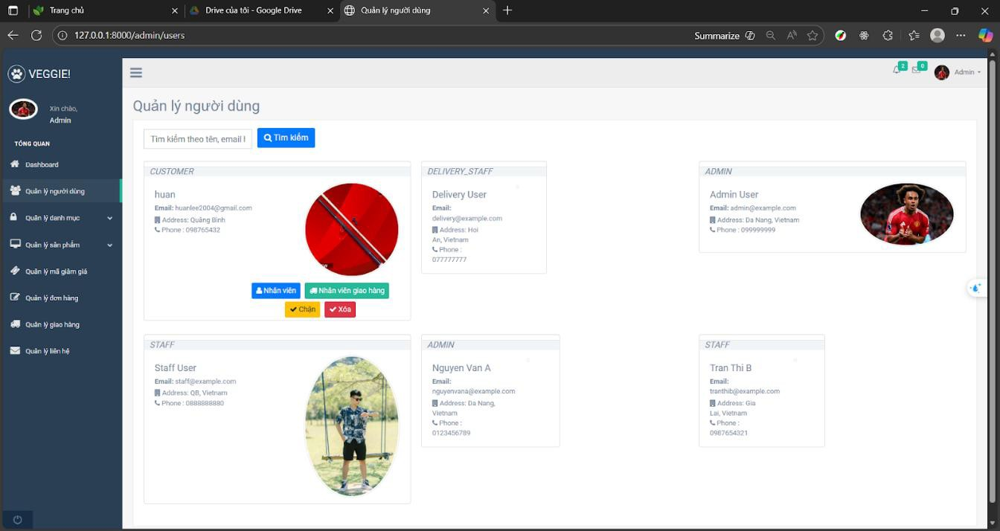 Trang chủ
Drive của tôi - Google Drive
Quản lý người dùng
127.0.0.1:8000/admin/users
Summarize
VEGGIE!
2
0
Admin
Xin chào,
Admin
TỔNG QUAN
Dashboard
Quản lý người dùng
Quản lý danh mục
Quản lý sản phẩm
Quản lý mã giảm giá
Quản lý đơn hàng
Quản lý giao hàng
Quản lý liên hệ
Quản lý người dùng
Tìm kiếm theo tên, email h
Tìm kiếm
CUSTOMER
huan
Email: huanlee2004@gmail.com
Address: Quảng Bình
Phone : 098765432
Nhân viên
Nhân viên giao hàng
Chặn
Xóa
DELIVERY_STAFF
Delivery User
Email:
delivery@example.com
Address: Hoi
An, Vietnam
Phone :
077777777
ADMIN
Admin User
Email: admin@example.com
Address: Da Nang, Vietnam
Phone : 099999999
STAFF
Staff User
Email: staff@example.com
Address: QB, Vietnam
Phone : 0888888880
ADMIN
Nguyen Van A
Email:
nguyenvana@example.com
Address: Da Nang,
Vietnam
Phone :
0123456789
STAFF
Tran Thi B
Email:
tranthib@example.com
Address: Gia
Lai, Vietnam
Phone :
0987654321